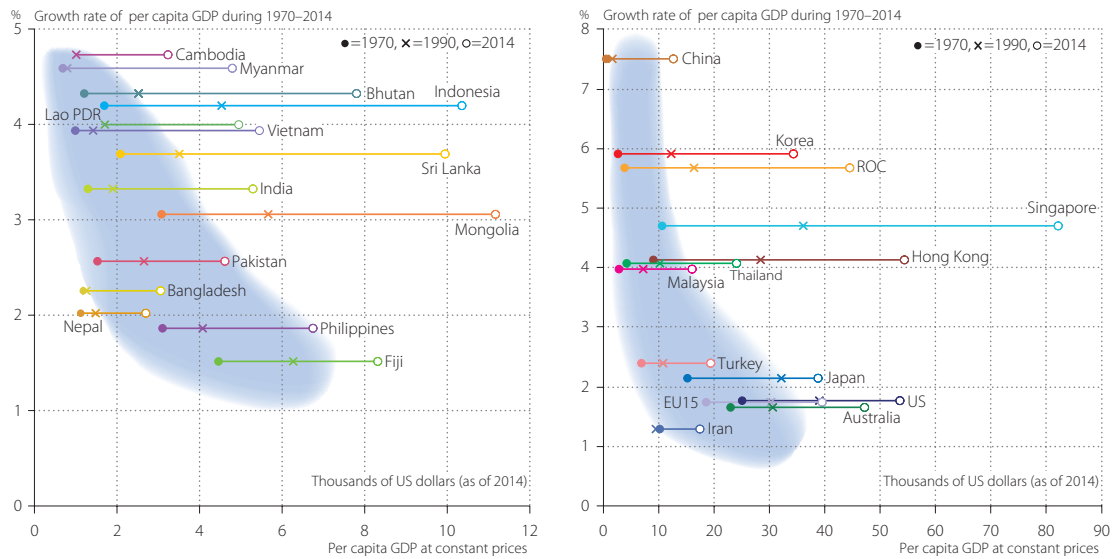 % Growth rate of per capita GDP during 1970–2014
5
4
3
2
1
0
●=1970, ×=1990, ○=2014
Cambodia
Myanmar
Bhutan
Indonesia
Lao PDR
Vietnam
Sri Lanka
India
Mongolia
Pakistan
Bangladesh
Nepal
Philippines
Fiji
Thousands of US dollars (as of 2014)
0 2 4 6 8 10 12
Per capita GDP at constant prices
% Growth rate of per capita GDP during 1970–2014
8
7
6
5
4
3
2
1
0
●=1970, ×=1990, ○=2014
China
Korea
ROC
Singapore
Hong Kong
Thailand
Malaysia
Turkey
Japan
EU15
US
Australia
Iran
Thousands of US dollars (as of 2014)
0 10 20 30 40 50 60 70 80 90
Per capita GDP at constant prices